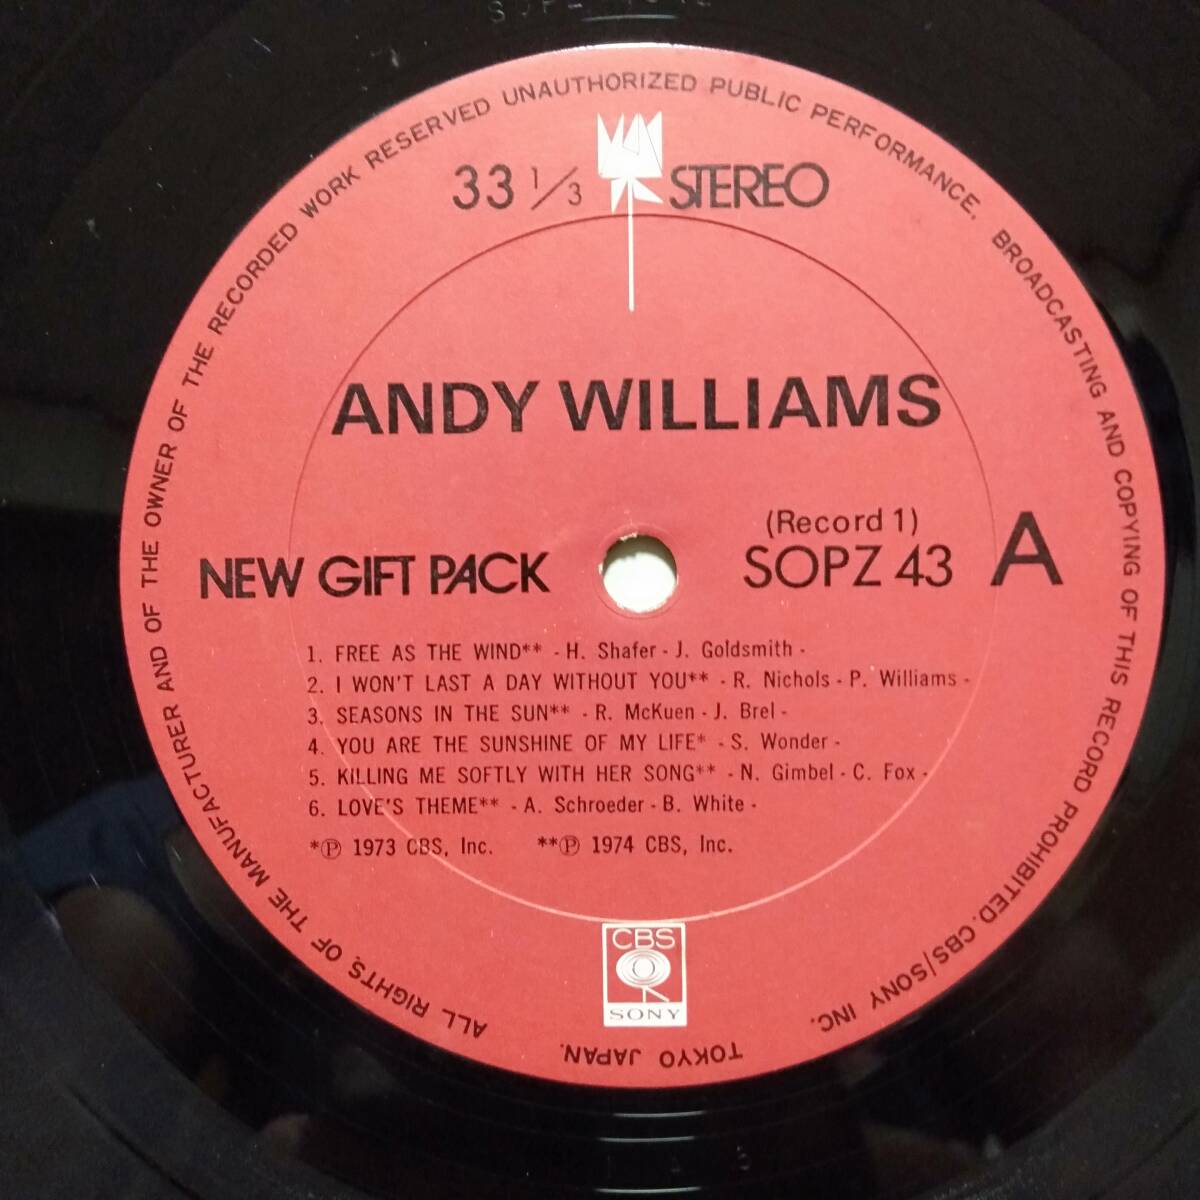 33 1/3 STEREO
ANDY WILLIAMS
(Record 1)
NEW GIFT PACK SOPZ 43 A
1. FREE AS THE WIND** - H. Shafer - J. Goldsmith -
2. I WON'T LAST A DAY WITHOUT YOU** - R. Nichols - P. Williams -
3. SEASONS IN THE SUN** - R. McKuen - J. Brel -
4. YOU ARE THE SUNSHINE OF MY LIFE* - S. Wonder -
5. KILLING ME SOFTLY WITH HER SONG** - N. Gimbel - C. Fox -
6. LOVE'S THEME** - A. Schroeder - B. White -
*Ⓟ 1973 CBS, Inc. **Ⓟ 1974 CBS, Inc.
CBS
SONY
ALL RIGHTS, OF THE MANUFACTURER AND OF THE OWNER OF THE RECORDED WORK RESERVED UNAUTHORIZED PUBLIC PERFORMANCE. BROADCASTING AND COPYING OF THIS RECORD PROHIBITED. CBS/SONY INC.
TOKYO JAPAN.